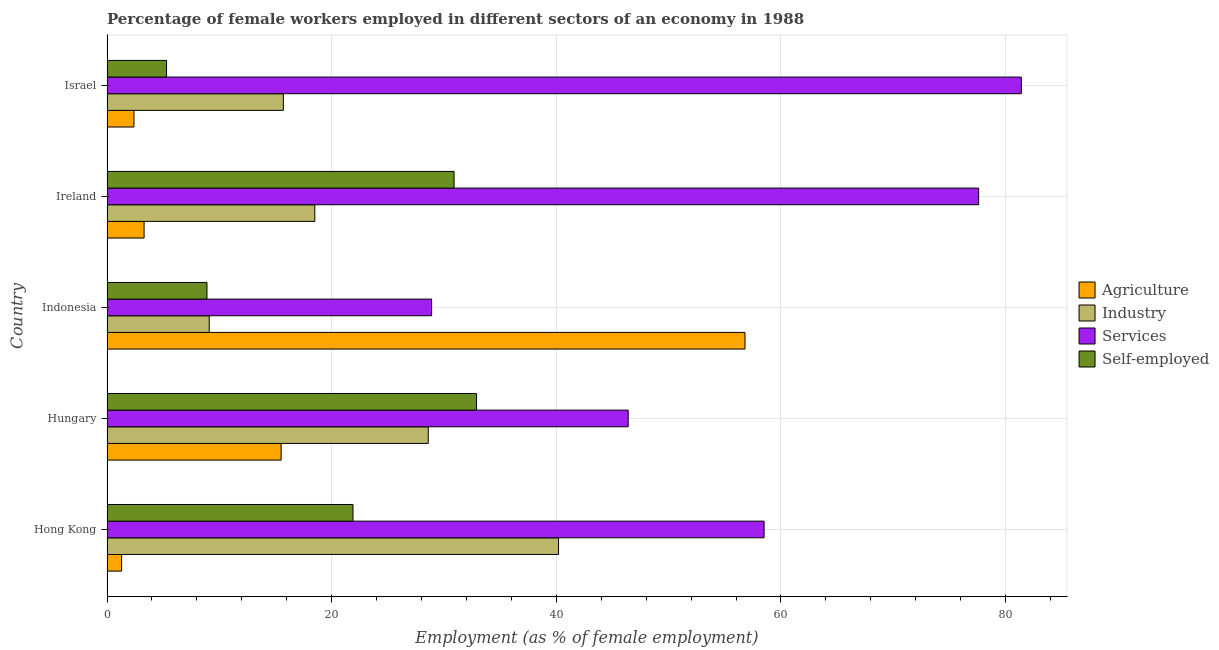 Percentage of female workers employed in different sectors of an economy in 1988
Israel
Ireland
Indonesia
Hungary
Hong Kong
Country
0
20
40
60
80
Employment (as % of female employment)
Agriculture
Industry
Services
Self-employed